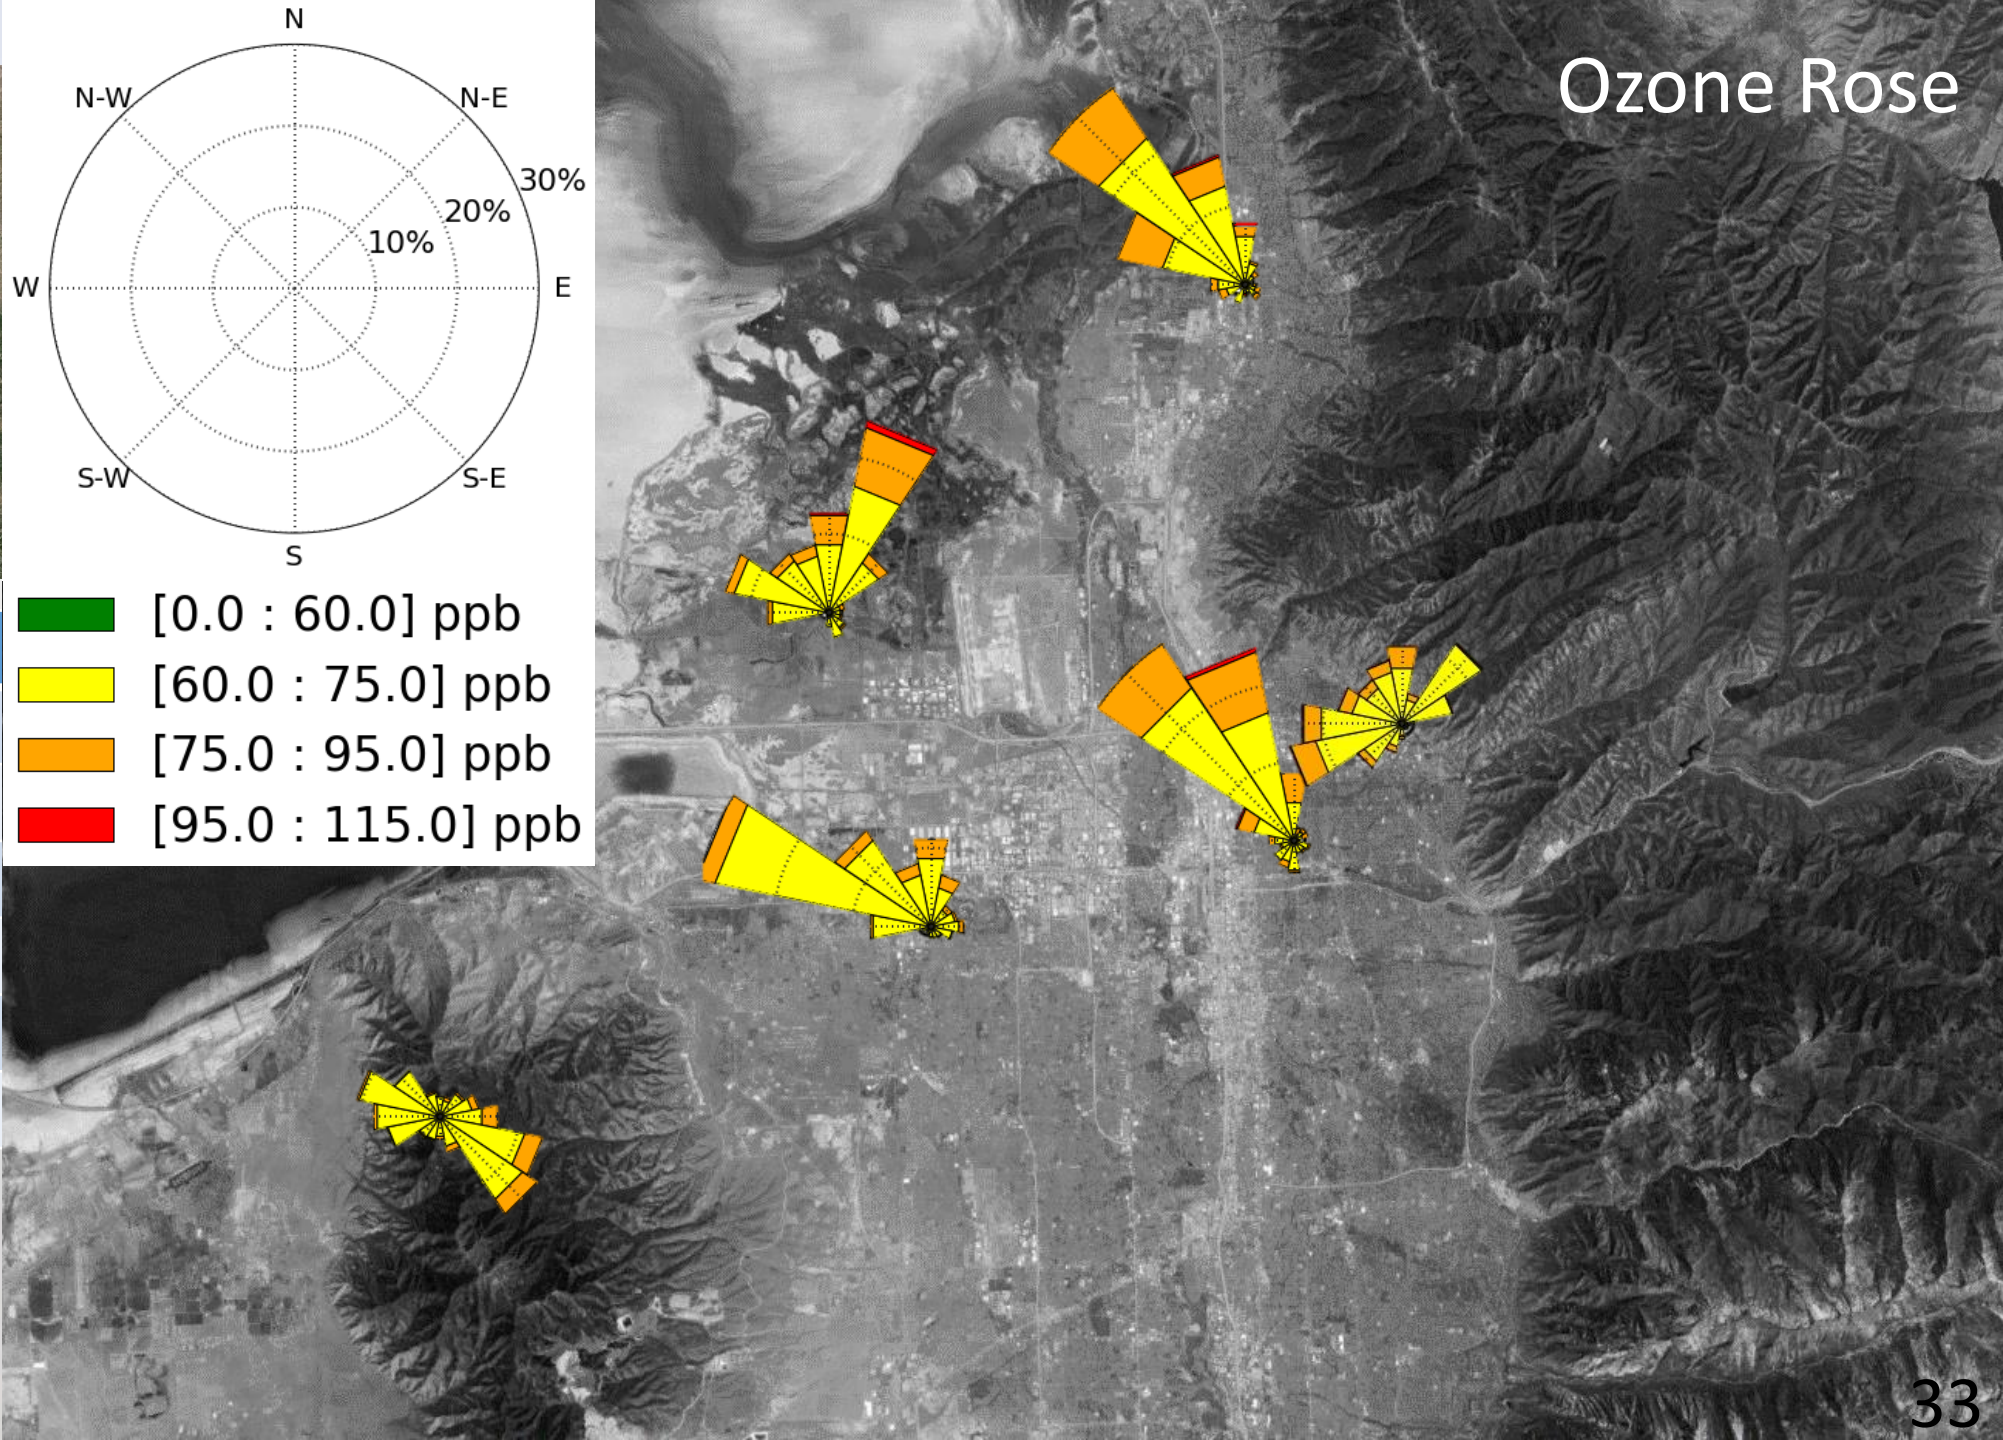 Ozone Rose
N
N-W
N-E
30%
20%
10%
W
E
S-W
S-E
S
[0.0 : 60.0] ppb
[60.0 : 75.0] ppb
[75.0 : 95.0] ppb
[95.0 : 115.0] ppb
33